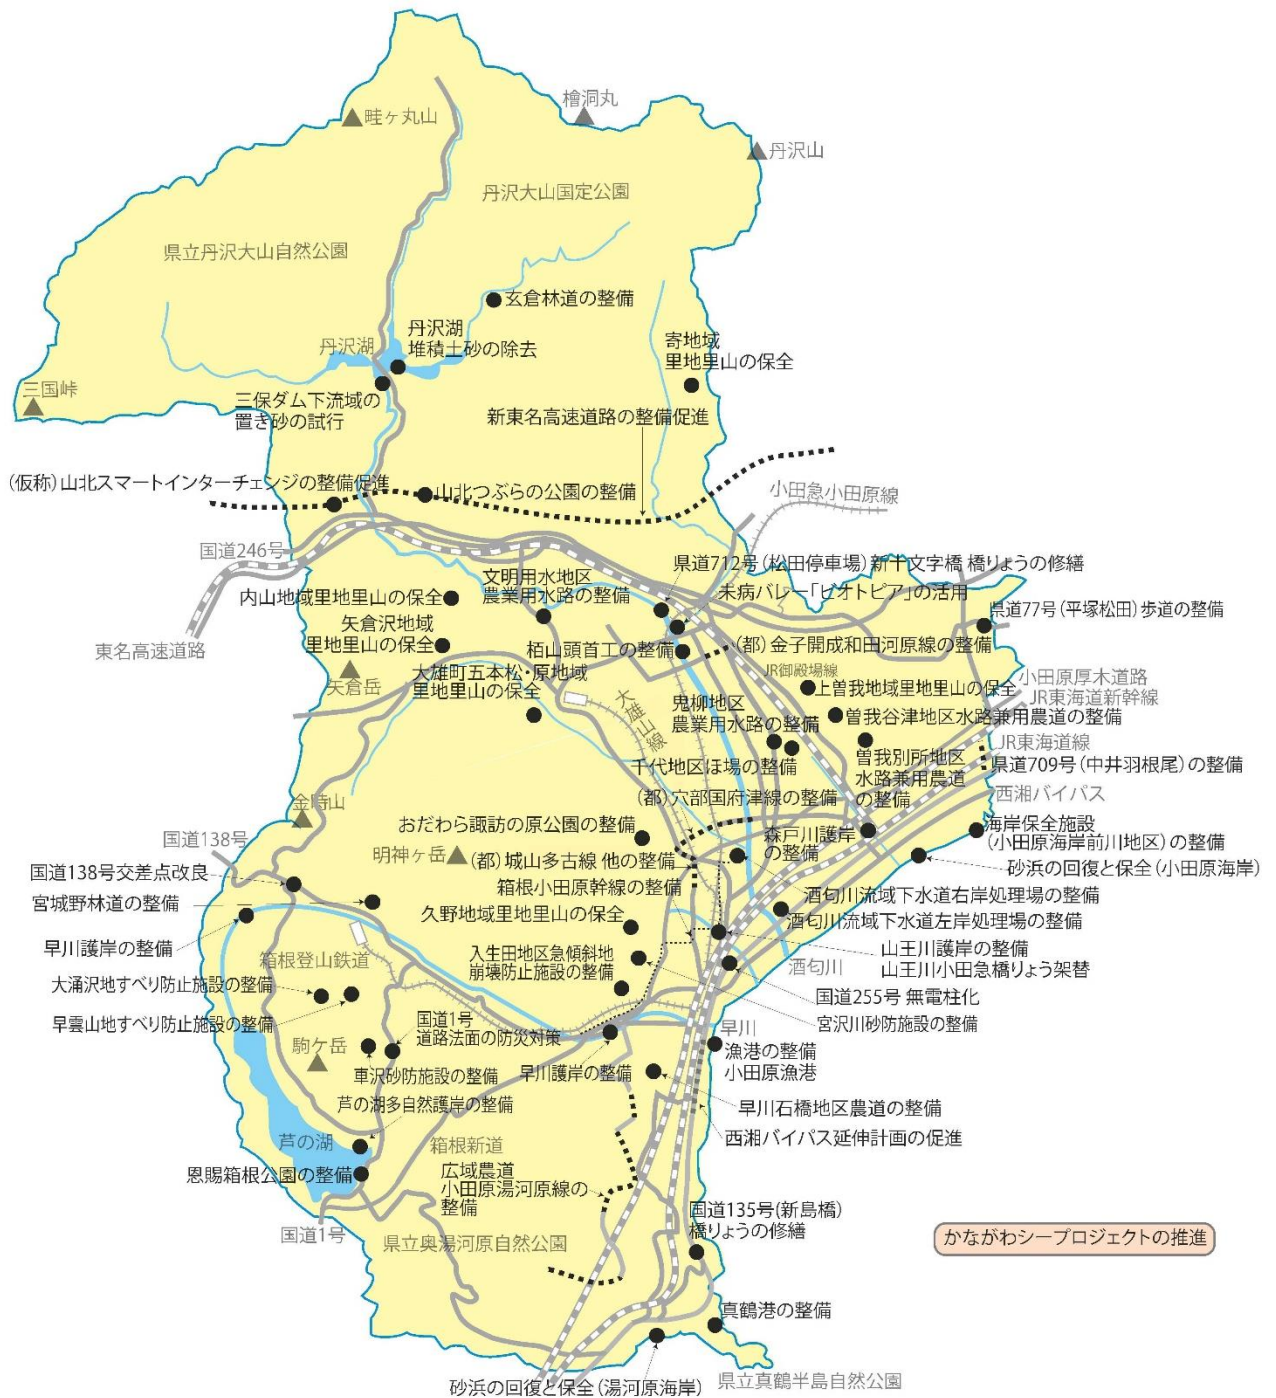 檜洞丸
畦ヶ丸山
丹沢山
丹沢大山国定公園
県立丹沢大山自然公園
玄倉林道の整備
丹沢湖
堆積土砂の除去
丹沢湖
寄地域
里地里山の保全
三国峠
三保ダム下流域の
置き砂の試行
新東名高速道路の整備促進
(仮称)山北スマートインターチェンジの整備促進
山北つぶらの公園の整備
小田急小田原線
国道246号
県道712号(松田停車場)新十文字橋 橋りょうの修繕
文明用水地区
農業用水路の整備
未病バレー「ビオトピア」の活用
内山地域里地里山の保全
県道77号(平塚松田)歩道の整備
矢倉沢地域
里地里山の保全
栢山頭首工の整備
(都)金子開成和田河原線の整備
東名高速道路
矢倉岳
大雄町五本松・原地域
里地里山の保全
JR御殿場線
小田原厚木道路
上曽我地域里地里山の保全
JR東海道新幹線
大雄山線
鬼柳地区
農業用水路の整備
曽我谷津地区水路兼用農道の整備
JR東海道線
千代地区ほ場の整備
曽我別所地区
水路兼用農道
の整備
県道709号(中井羽根尾)の整備
西湘バイパス
(都)穴部国府津線の整備
金時山
おだわら諏訪の原公園の整備
森戸川護岸
の整備
海岸保全施設
(小田原海岸前川地区)の整備
国道138号
明神ヶ岳
(都)城山多古線 他の整備
砂浜の回復と保全(小田原海岸)
国道138号交差点改良
箱根小田原幹線の整備
酒匂川流域下水道右岸処理場の整備
宮城野林道の整備
久野地域里地里山の保全
酒匂川流域下水道左岸処理場の整備
早川護岸の整備
山王川護岸の整備
山王川小田急橋りょう架替
箱根登山鉄道
入生田地区急傾斜地
崩壊防止施設の整備
酒匂川
大涌沢地すべり防止施設の整備
国道255号 無電柱化
早雲山地すべり防止施設の整備
宮沢川砂防施設の整備
国道1号
道路法面の防災対策
早川
駒ケ岳
漁港の整備
小田原漁港
車沢砂防施設の整備
早川護岸の整備
芦の湖多自然護岸の整備
早川石橋地区農道の整備
西湘バイパス延伸計画の促進
芦の湖
箱根新道
恩賜箱根公園の整備
広域農道
小田原湯河原線の
整備
国道135号(新島橋)
橋りょうの修繕
国道1号
県立奥湯河原自然公園
かながわシープロジェクトの推進
真鶴港の整備
県立真鶴半島自然公園
砂浜の回復と保全(湯河原海岸)